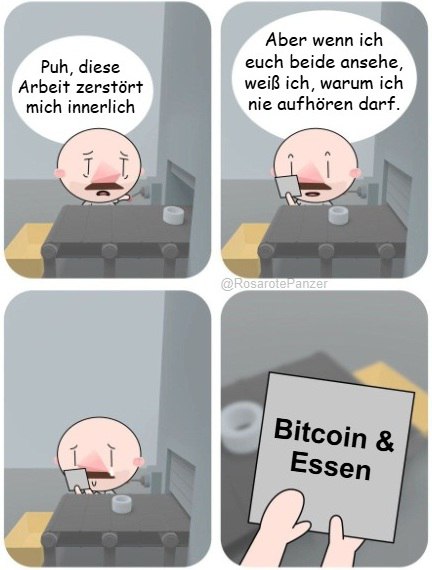 Puh, diese
Arbeit zerstört
mich innerlich
Aber wenn ich
euch beide ansehe,
weiß ich, warum ich
nie aufhören darf.
@RosarotePanzer
Bitcoin &
Essen